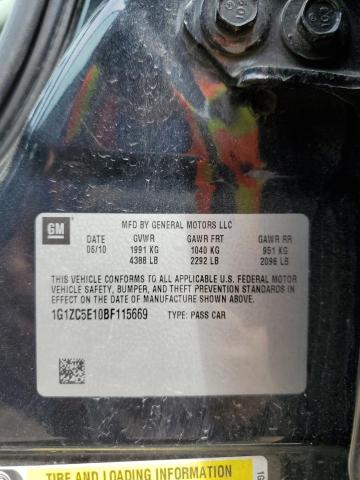 GM
MFD BY GENERAL MOTORS LLC
DATE GVWR GAWR FRT GAWR RR
06/10 1991 KG 1040 KG 951 KG
4388 LB 2292 LB 2096 LB
THIS VEHICLE CONFORMS TO ALL APPLICABLE U.S. FEDERAL MOTOR
VEHICLE SAFETY, BUMPER, AND THEFT PREVENTION STANDARDS IN
EFFECT ON THE DATE OF MANUFACTURE SHOWN ABOVE.
1G1ZC5E10BF115669 TYPE: PASS CAR
TIRE AND LOADING INFORMATION